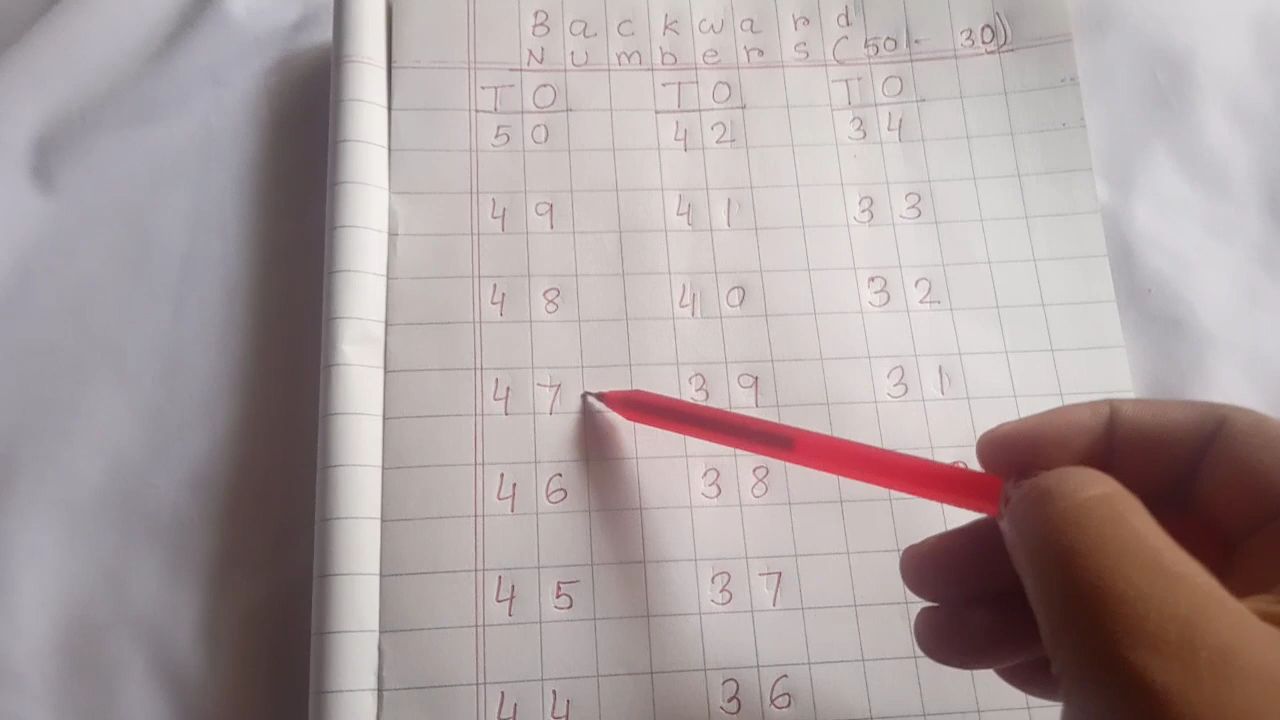 Backward
Numbers (50 - 30)
T O T O T O
50 42 34
49 41 33
48 40 32
47 39 31
46 38
45 37
44 36